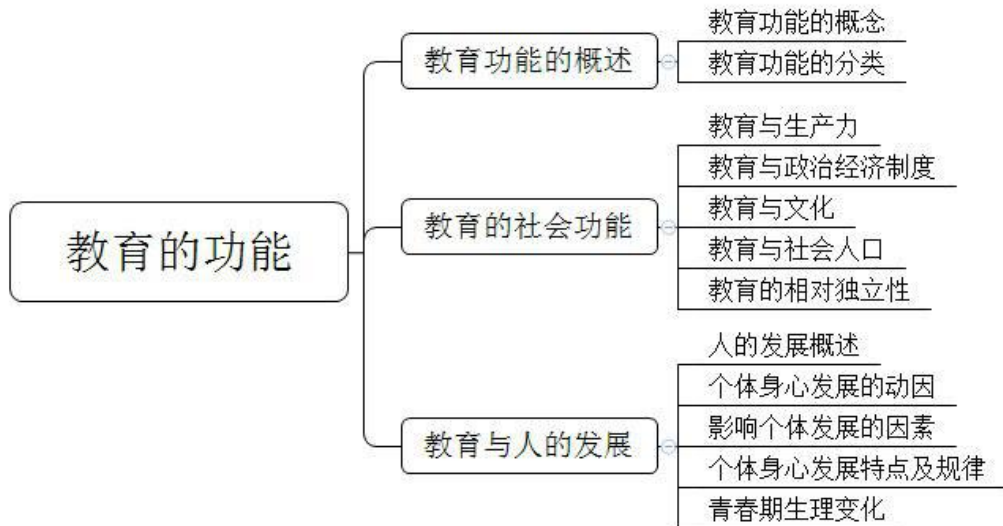 教育的功能
教育功能的概述
教育功能的概念
教育功能的分类
教育的社会功能
教育与生产力
教育与政治经济制度
教育与文化
教育与社会人口
教育的相对独立性
教育与人的发展
人的发展概述
个体身心发展的动因
影响个体发展的因素
个体身心发展特点及规律
青春期生理变化